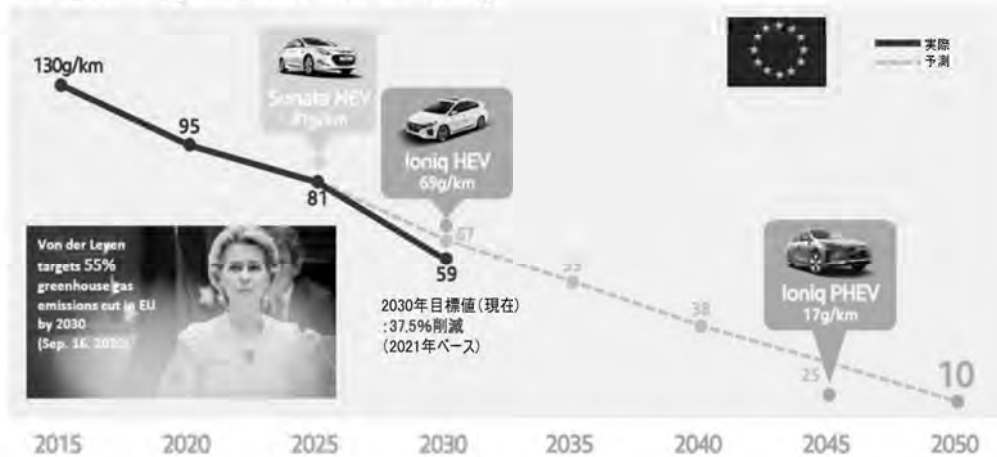 実際
予測
130g/km
95
Sonata HEV
81
Ioniq HEV
65g/km
67
59
Von der Leyen
targets 55%
greenhouse gas
emissions cut in EU
by 2030
2030年目標値(現在)
:37.5%削減
(2021年ベース)
38
Ioniq PHEV
17g/km
25
10
2015
2020
2025
2030
2035
2040
2045
2050